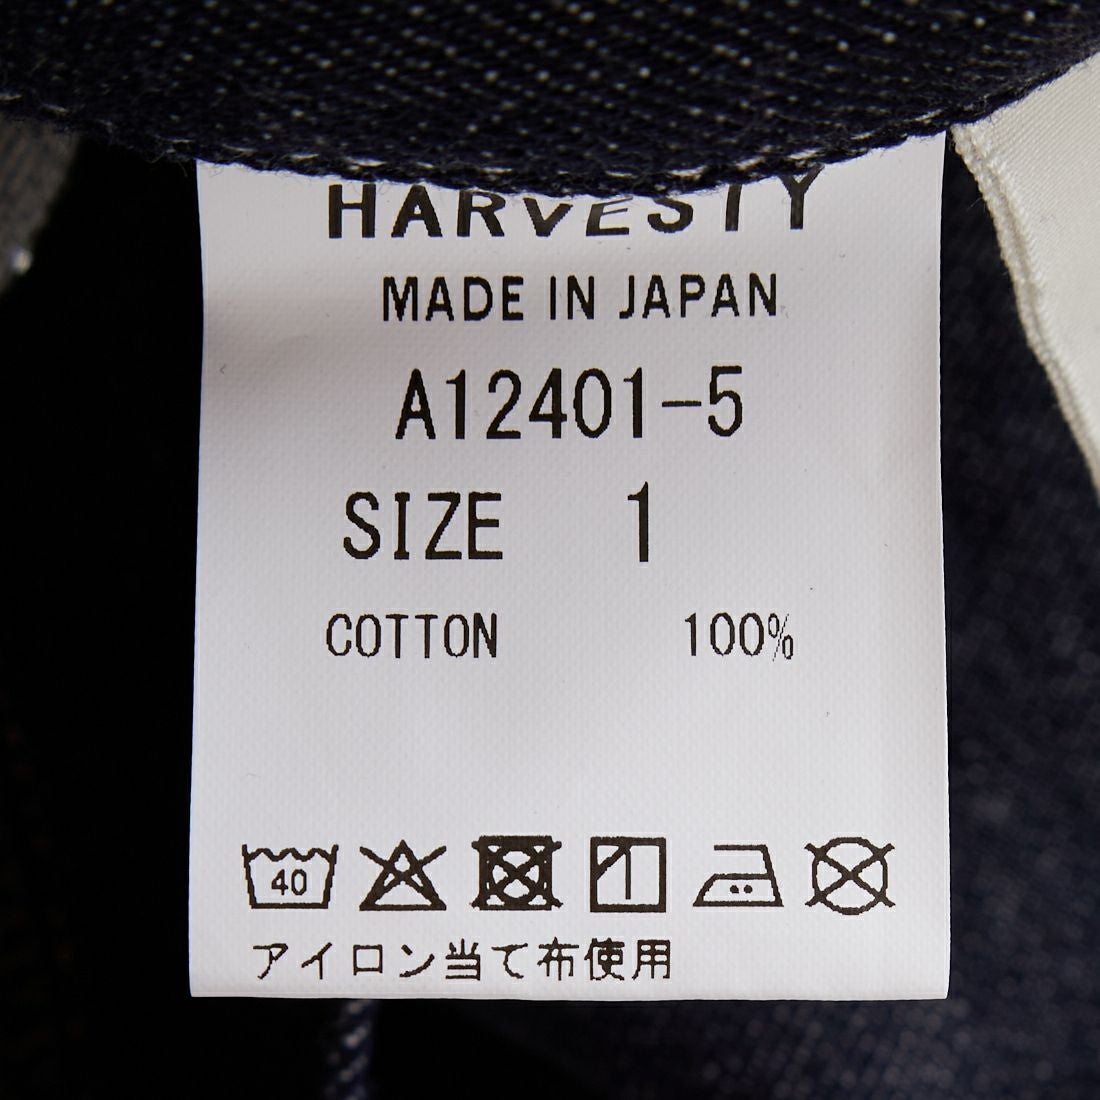 HARVESTY
MADE IN JAPAN
A12401-5
SIZE 1
COTTON 100%
40
アイロン当て布使用